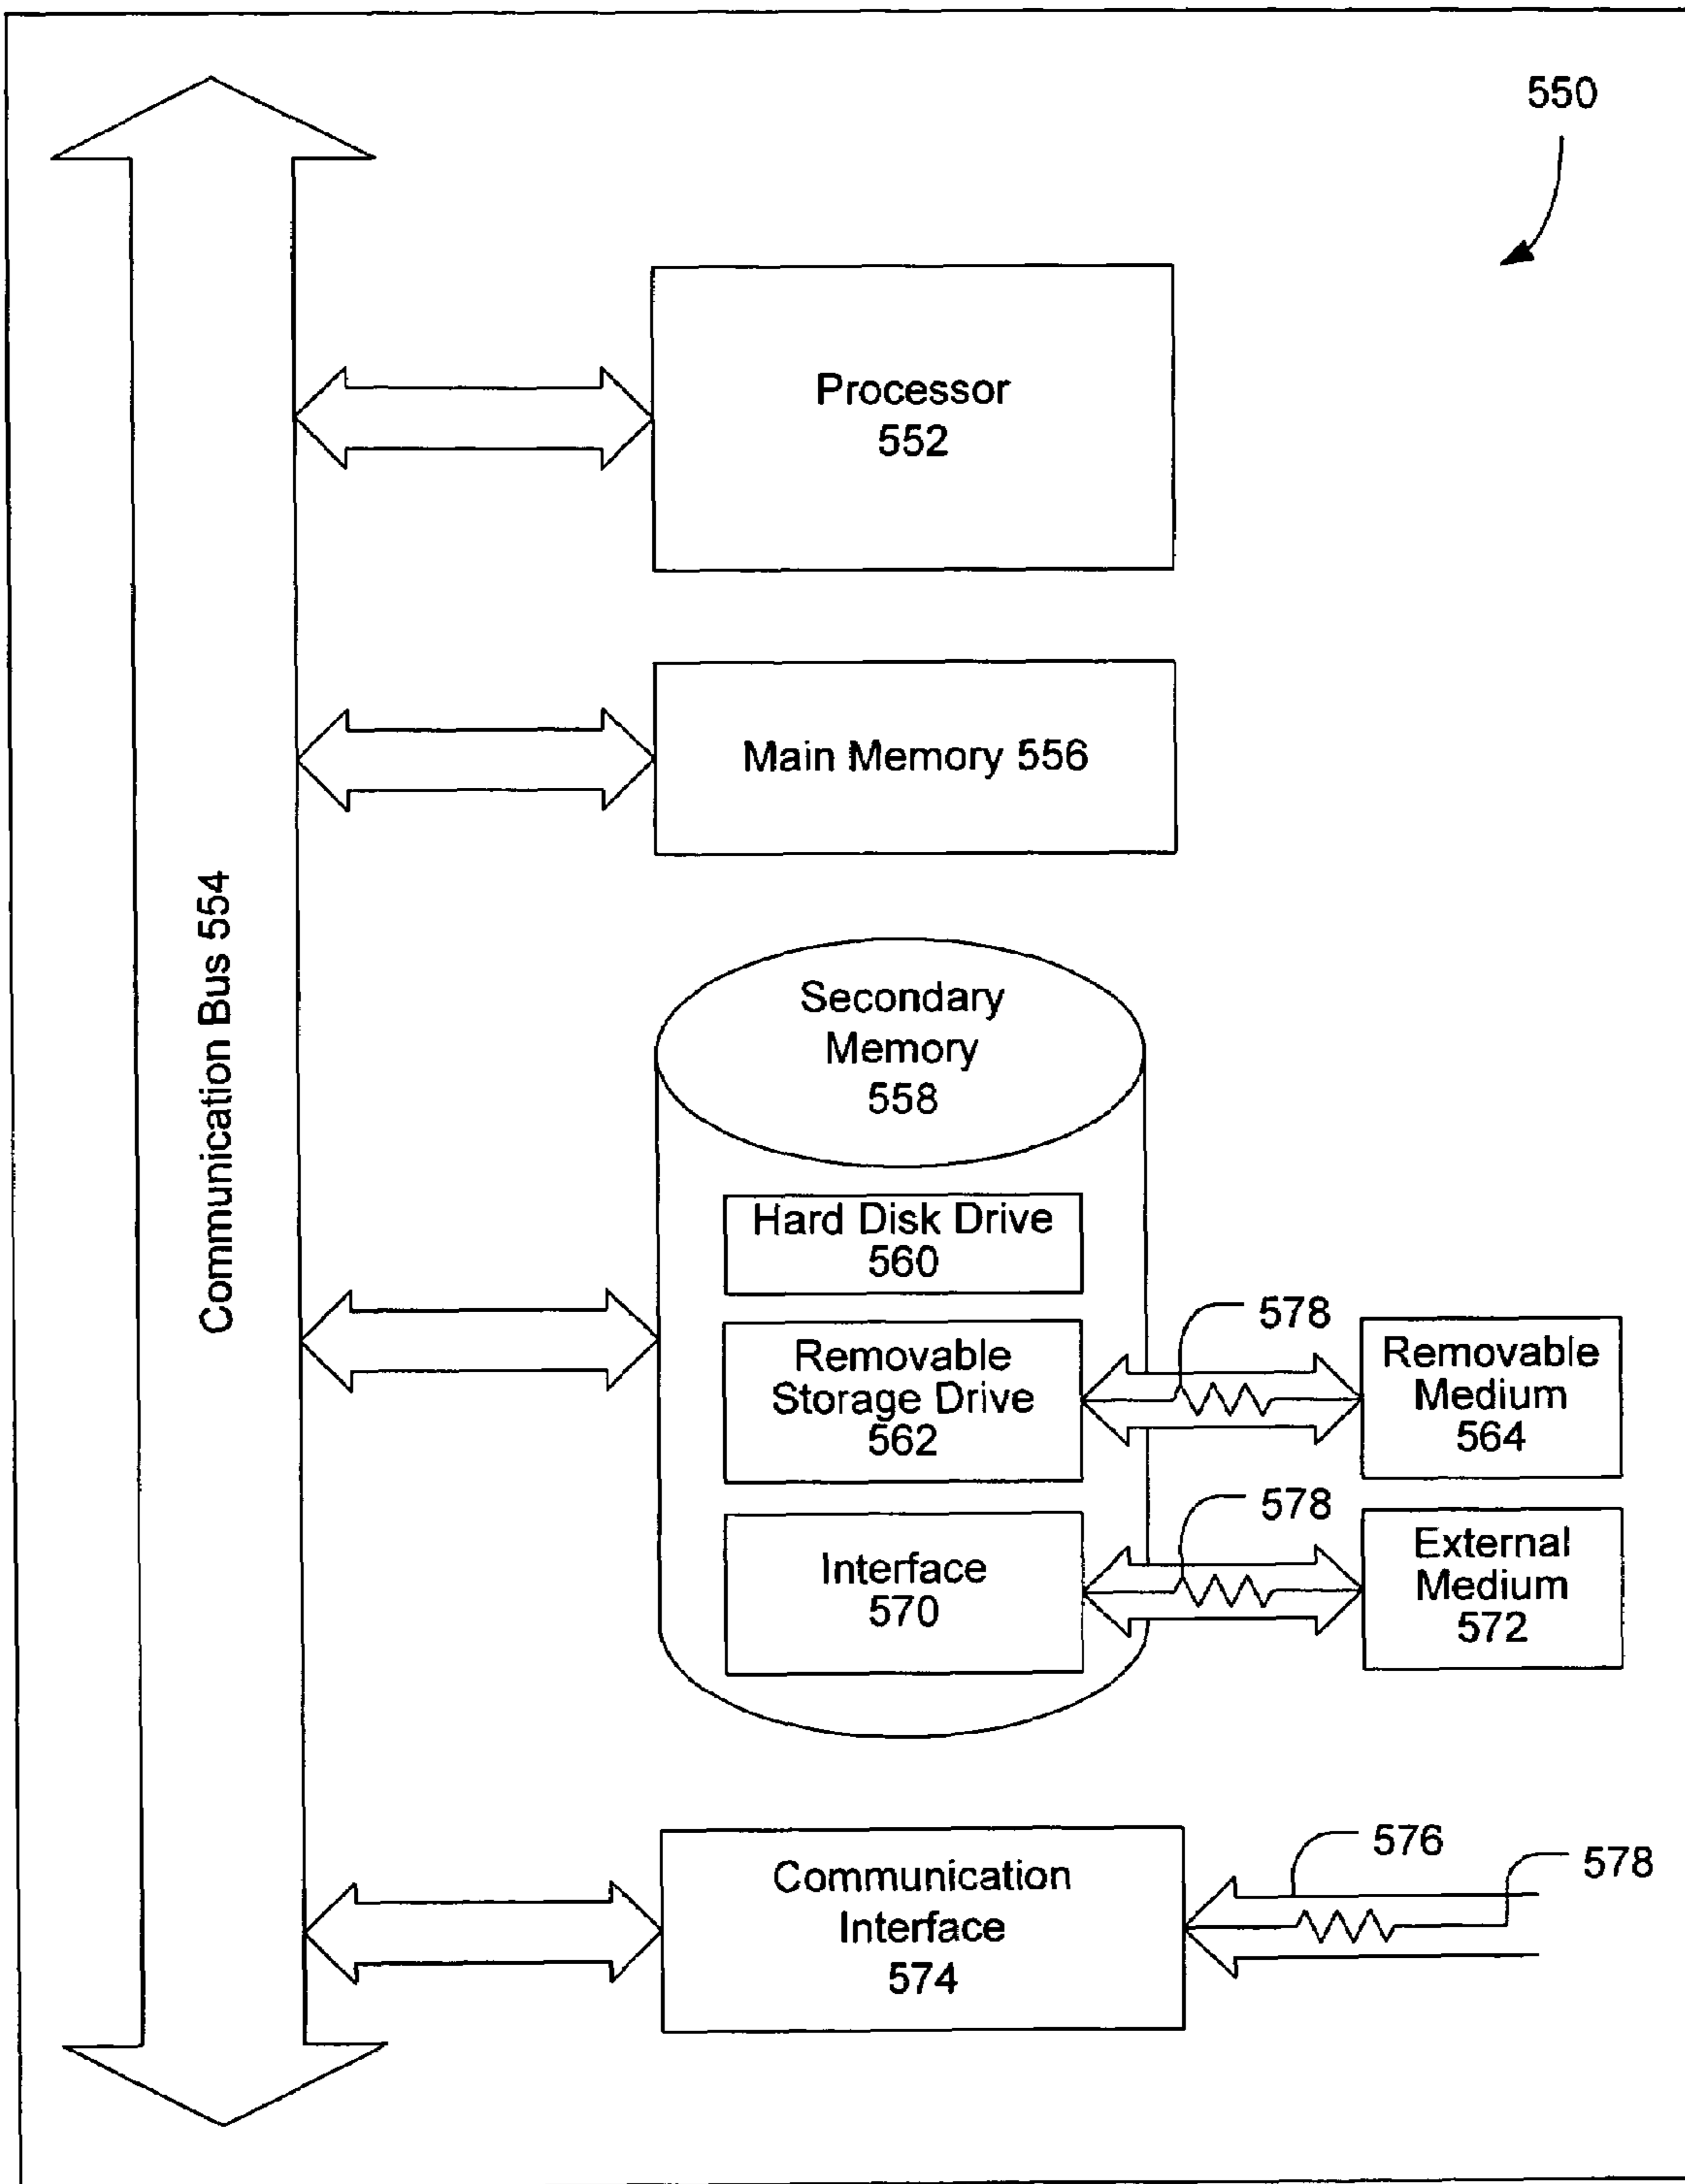 550
Processor
552
Main Memory 556
Communication Bus 554
Secondary
Memory
558
Hard Disk Drive
560
578
Removable
Storage Drive
562
Removable
Medium
564
578
Interface
570
External
Medium
572
576
578
Communication
Interface
574